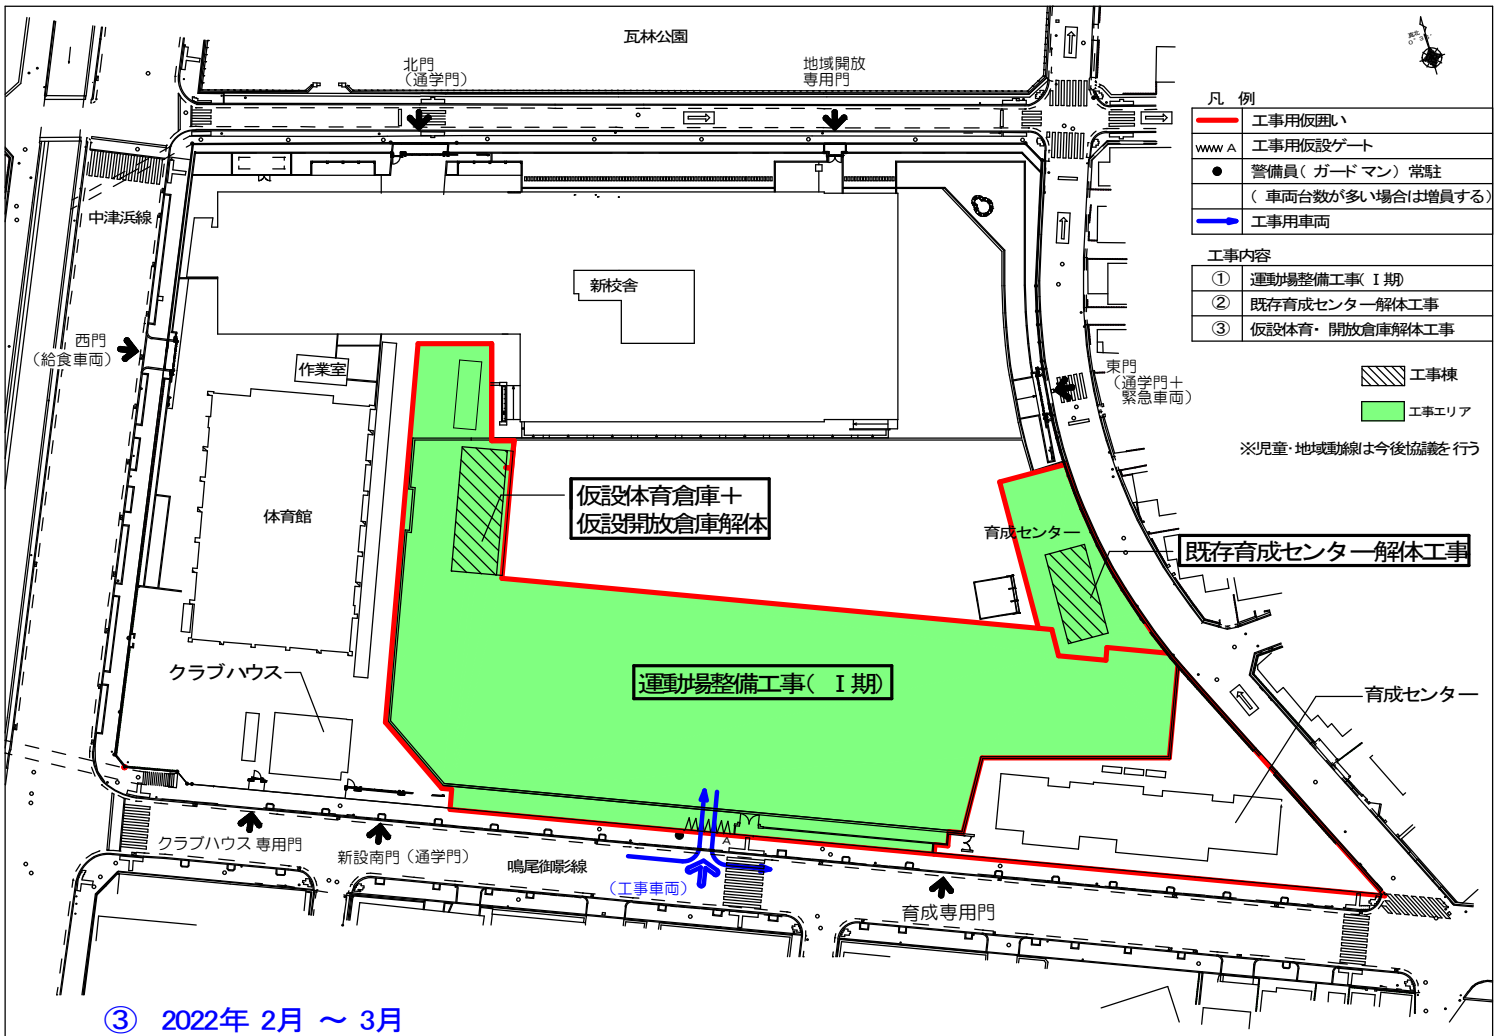 瓦林公園
北門
（通学門）
地域開放
専用門
真北
凡 例
工事用仮囲い
A 工事用仮設ゲート
警備員( ガードマン) 常駐
( 車両台数が多い場合は増員する)
工事用車両
中津浜線
工事内容
① 運動場整備工事( Ⅰ期)
② 既存育成センター解体工事
③ 仮設体育・開放倉庫解体工事
新校舎
西門
（給食車両）
作業室
東門
（通学門＋
緊急車両）
工事棟
工事エリア
※児童・地域動線は今後協議を行う
仮設体育倉庫＋
仮設開放倉庫解体
体育館
育成センター
既存育成センター解体工事
クラブハウス
運動場整備工事( Ⅰ期)
育成センター
A
クラブハウス専用門
新設南門（通学門）
鳴尾御影線
（工事車両）
育成専用門
③ 2022年 2月 ～ 3月